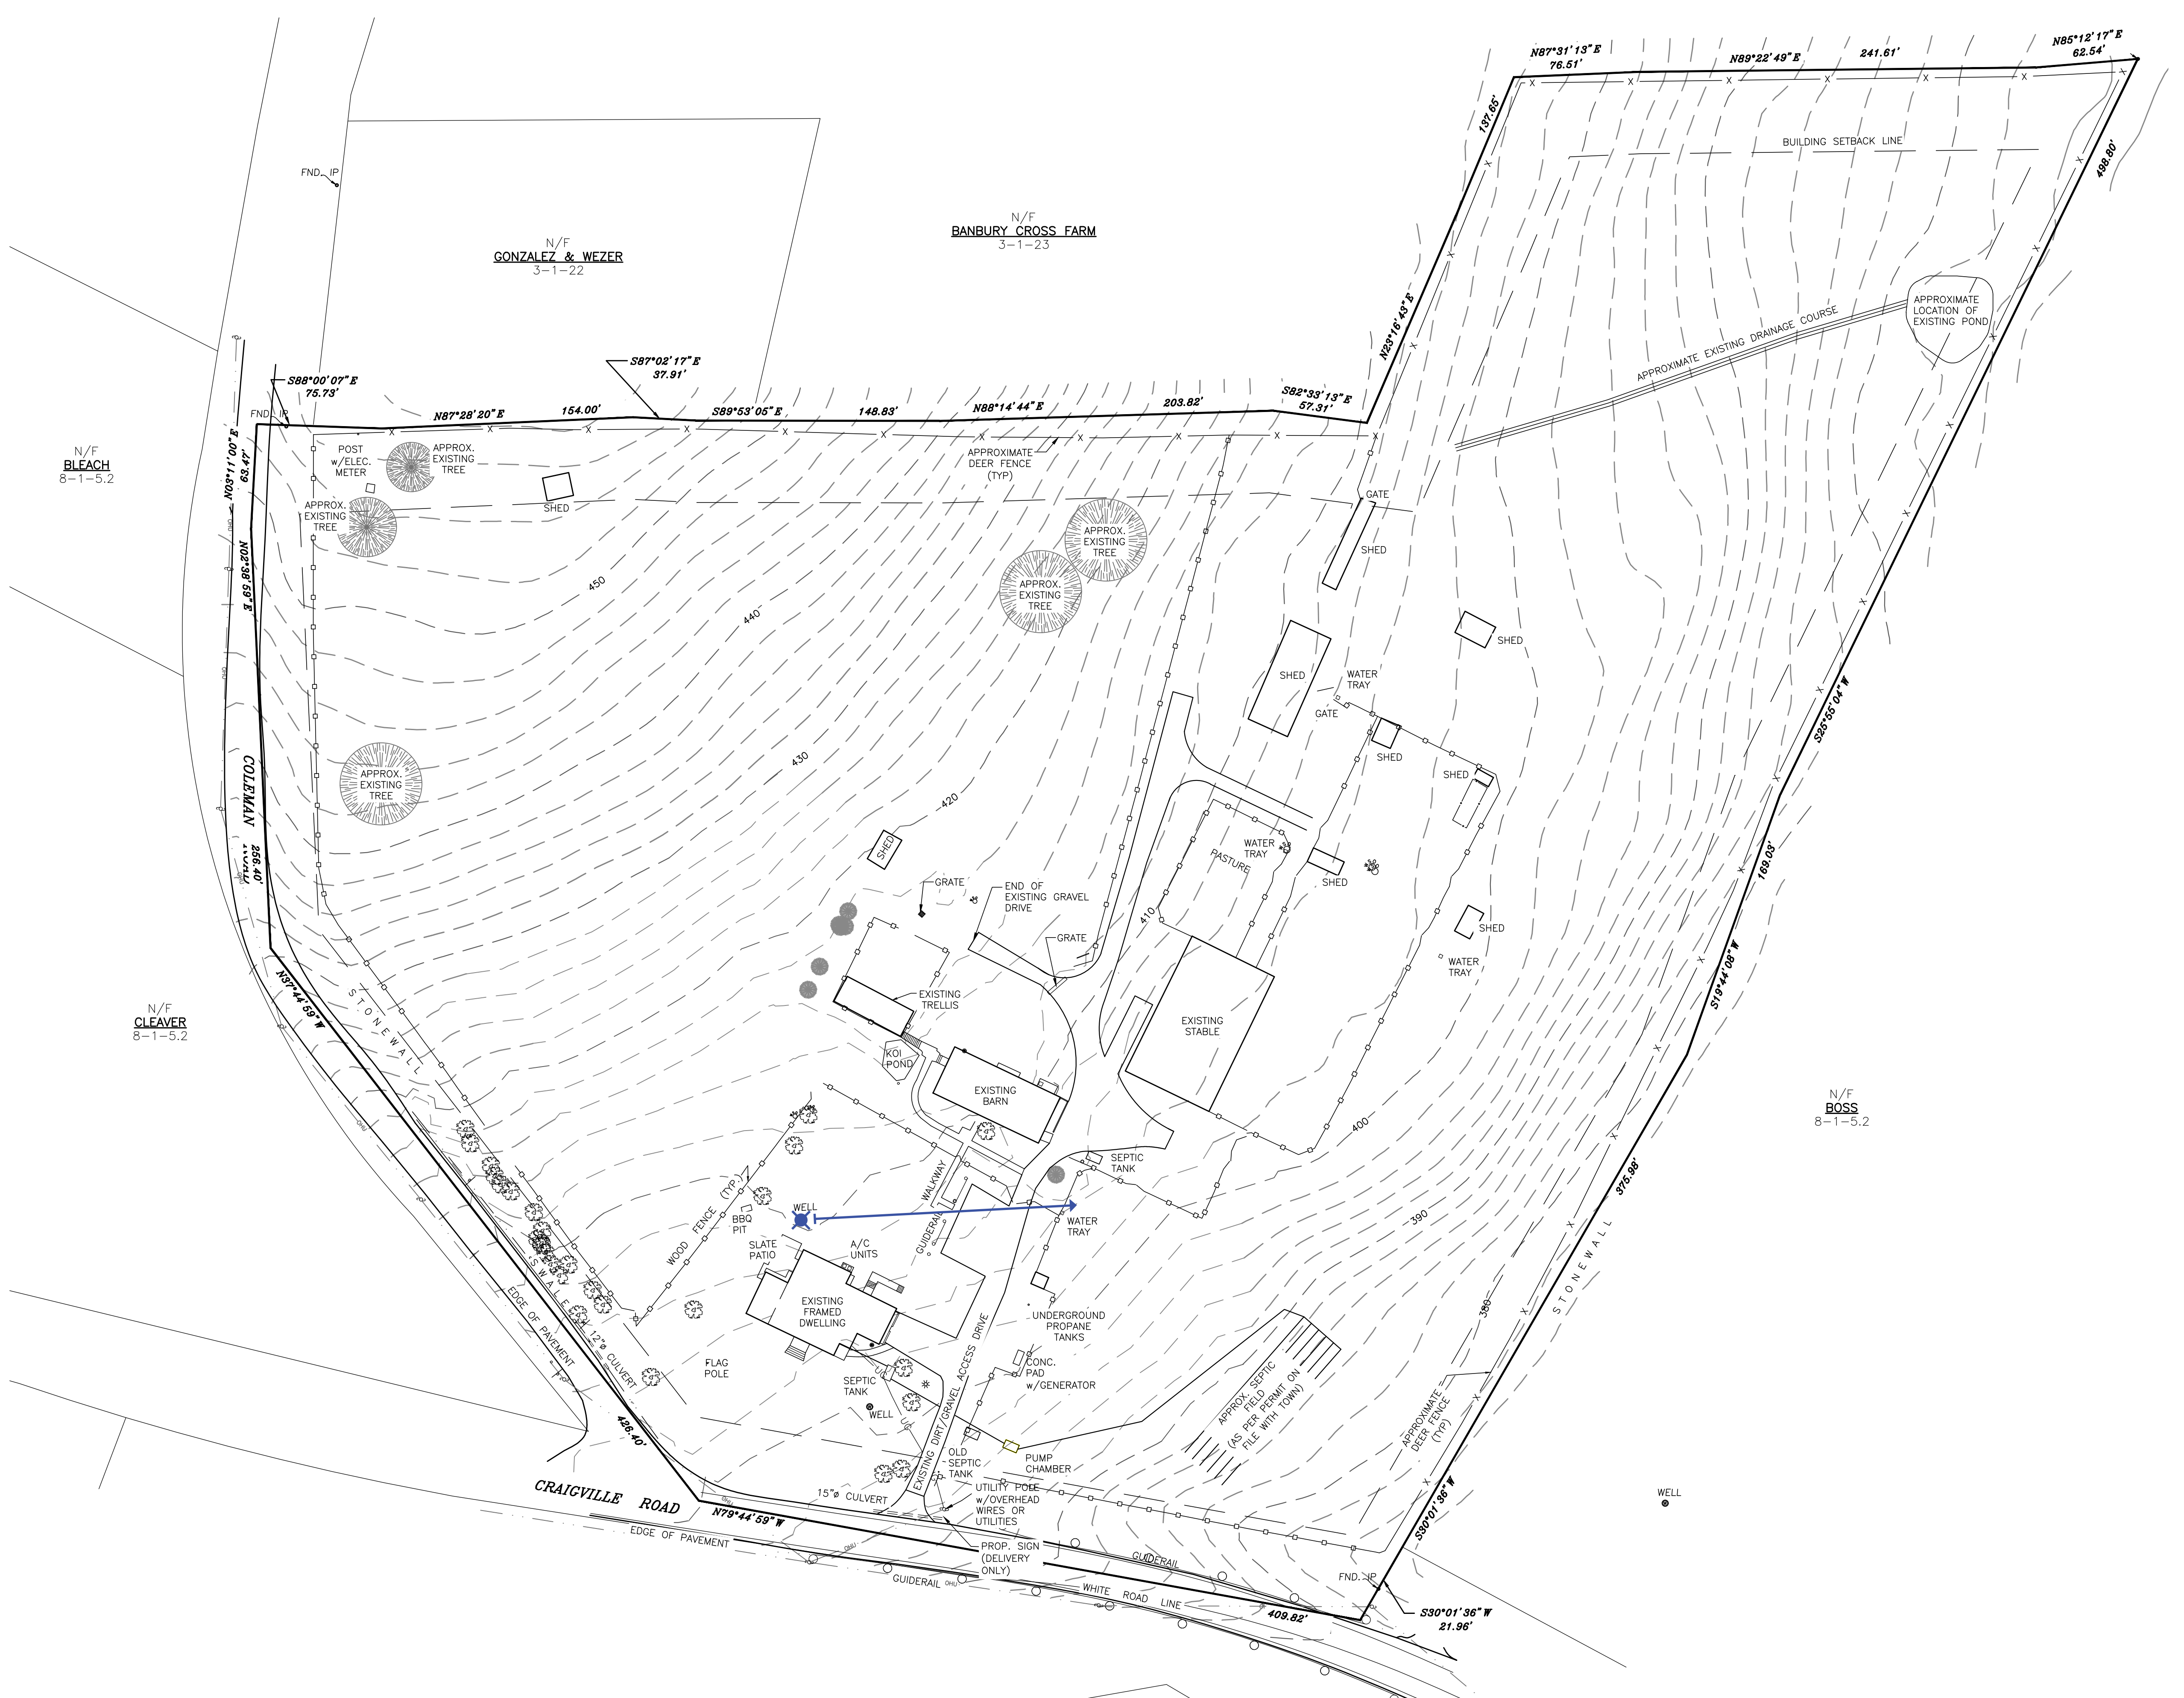 N87°31'13"E
76.51'
N89°22'49"E
241.61'
N85°12'17"E
62.54'
137.65'
BUILDING SETBACK LINE
498.80'
FND. IP
N/F
GONZALEZ & WEZER
3-1-22
N/F
BANBURY CROSS FARM
3-1-23
N23°16'43"E
APPROXIMATE
LOCATION OF
EXISTING POND
APPROXIMATE EXISTING DRAINAGE COURSE
S87°02'17"E
37.91'
S88°00'07"E
75.73'
FND. IP
N87°28'20"E
154.00'
S89°53'05"E
148.83'
N88°14'44"E
203.82'
S82°33'13"E
57.31'
N/F
BLEACH
8-1-5.2
N03°11'00"E
63.47'
POST
w/ELEC.
METER
APPROX.
EXISTING
TREE
APPROXIMATE
DEER FENCE
(TYP)
APPROX.
EXISTING
TREE
SHED
GATE
APPROX.
EXISTING
TREE
SHED
APPROX.
EXISTING
TREE
OHU
N02°38'59"E
450
440
SHED
SHED
WATER
TRAY
GATE
OHU
S25°55'04"W
430
SHED
SHED
APPROX.
EXISTING
TREE
COLEMAN
256.40'
420
SHED
WATER
TRAY
PASTURE
SHED
169.03'
GRATE
END OF
EXISTING GRAVEL
DRIVE
410
SHED
GRATE
WATER
TRAY
S19°44'08"W
N37°44'59"W
STONEWALL
EXISTING
TRELLIS
N/F
CLEAVER
8-1-5.2
EXISTING
STABLE
KOI
POND
EXISTING
BARN
N/F
BOSS
8-1-5.2
OHU
400
SEPTIC
TANK
WALKWAY
375.98'
WOOD FENCE (TYP.)
BBQ
PIT
WELL
GUIDERAIL
WATER
TRAY
390
SLATE
PATIO
A/C
UNITS
STONEWALL
SWALE
EDGE OF PAVEMENT
EXISTING
FRAMED
DWELLING
UNDERGROUND
PROPANE
TANKS
380
12"ø CULVERT
FLAG
POLE
UG
SEPTIC
TANK
CONC.
PAD
w/GENERATOR
EXISTING DIRT/GRAVEL ACCESS DRIVE
APPROX. SEPTIC
FIELD
(AS PER PERMIT ON
FILE WITH TOWN)
APPROXIMATE
DEER FENCE
(TYP)
WELL
UG
426.40'
OLD
SEPTIC
TANK
PUMP
CHAMBER
CRAIGVILLE ROAD
OHU
15"ø CULVERT
UTILITY POLE
w/OVERHEAD
WIRES OR
UTILITIES
WELL
N79°44'59"W
S30°01'36"W
EDGE OF PAVEMENT
OHU
PROP. SIGN
(DELIVERY
ONLY)
GUIDERAIL
GUIDERAIL
OHU
WHITE ROAD LINE
FND. IP
409.82'
S30°01'36"W
21.96'